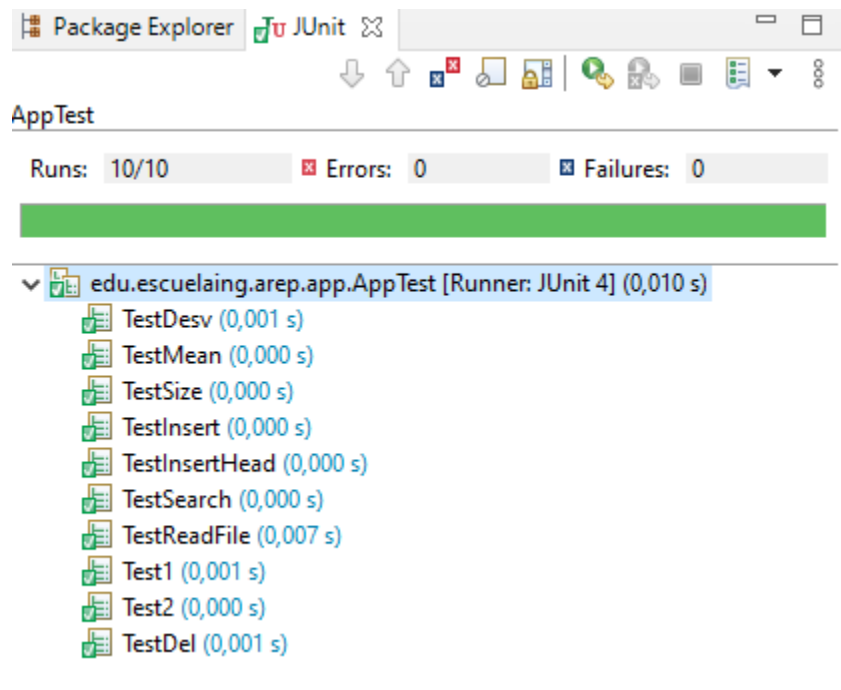 Package Explorer JUnit
AppTest
Runs: 10/10 Errors: 0 Failures: 0
edu.escuelaing.arep.app.AppTest [Runner: JUnit 4] (0,010 s)
TestDesv (0,001 s)
TestMean (0,000 s)
TestSize (0,000 s)
TestInsert (0,000 s)
TestInsertHead (0,000 s)
TestSearch (0,000 s)
TestReadFile (0,007 s)
Test1 (0,001 s)
Test2 (0,000 s)
TestDel (0,001 s)